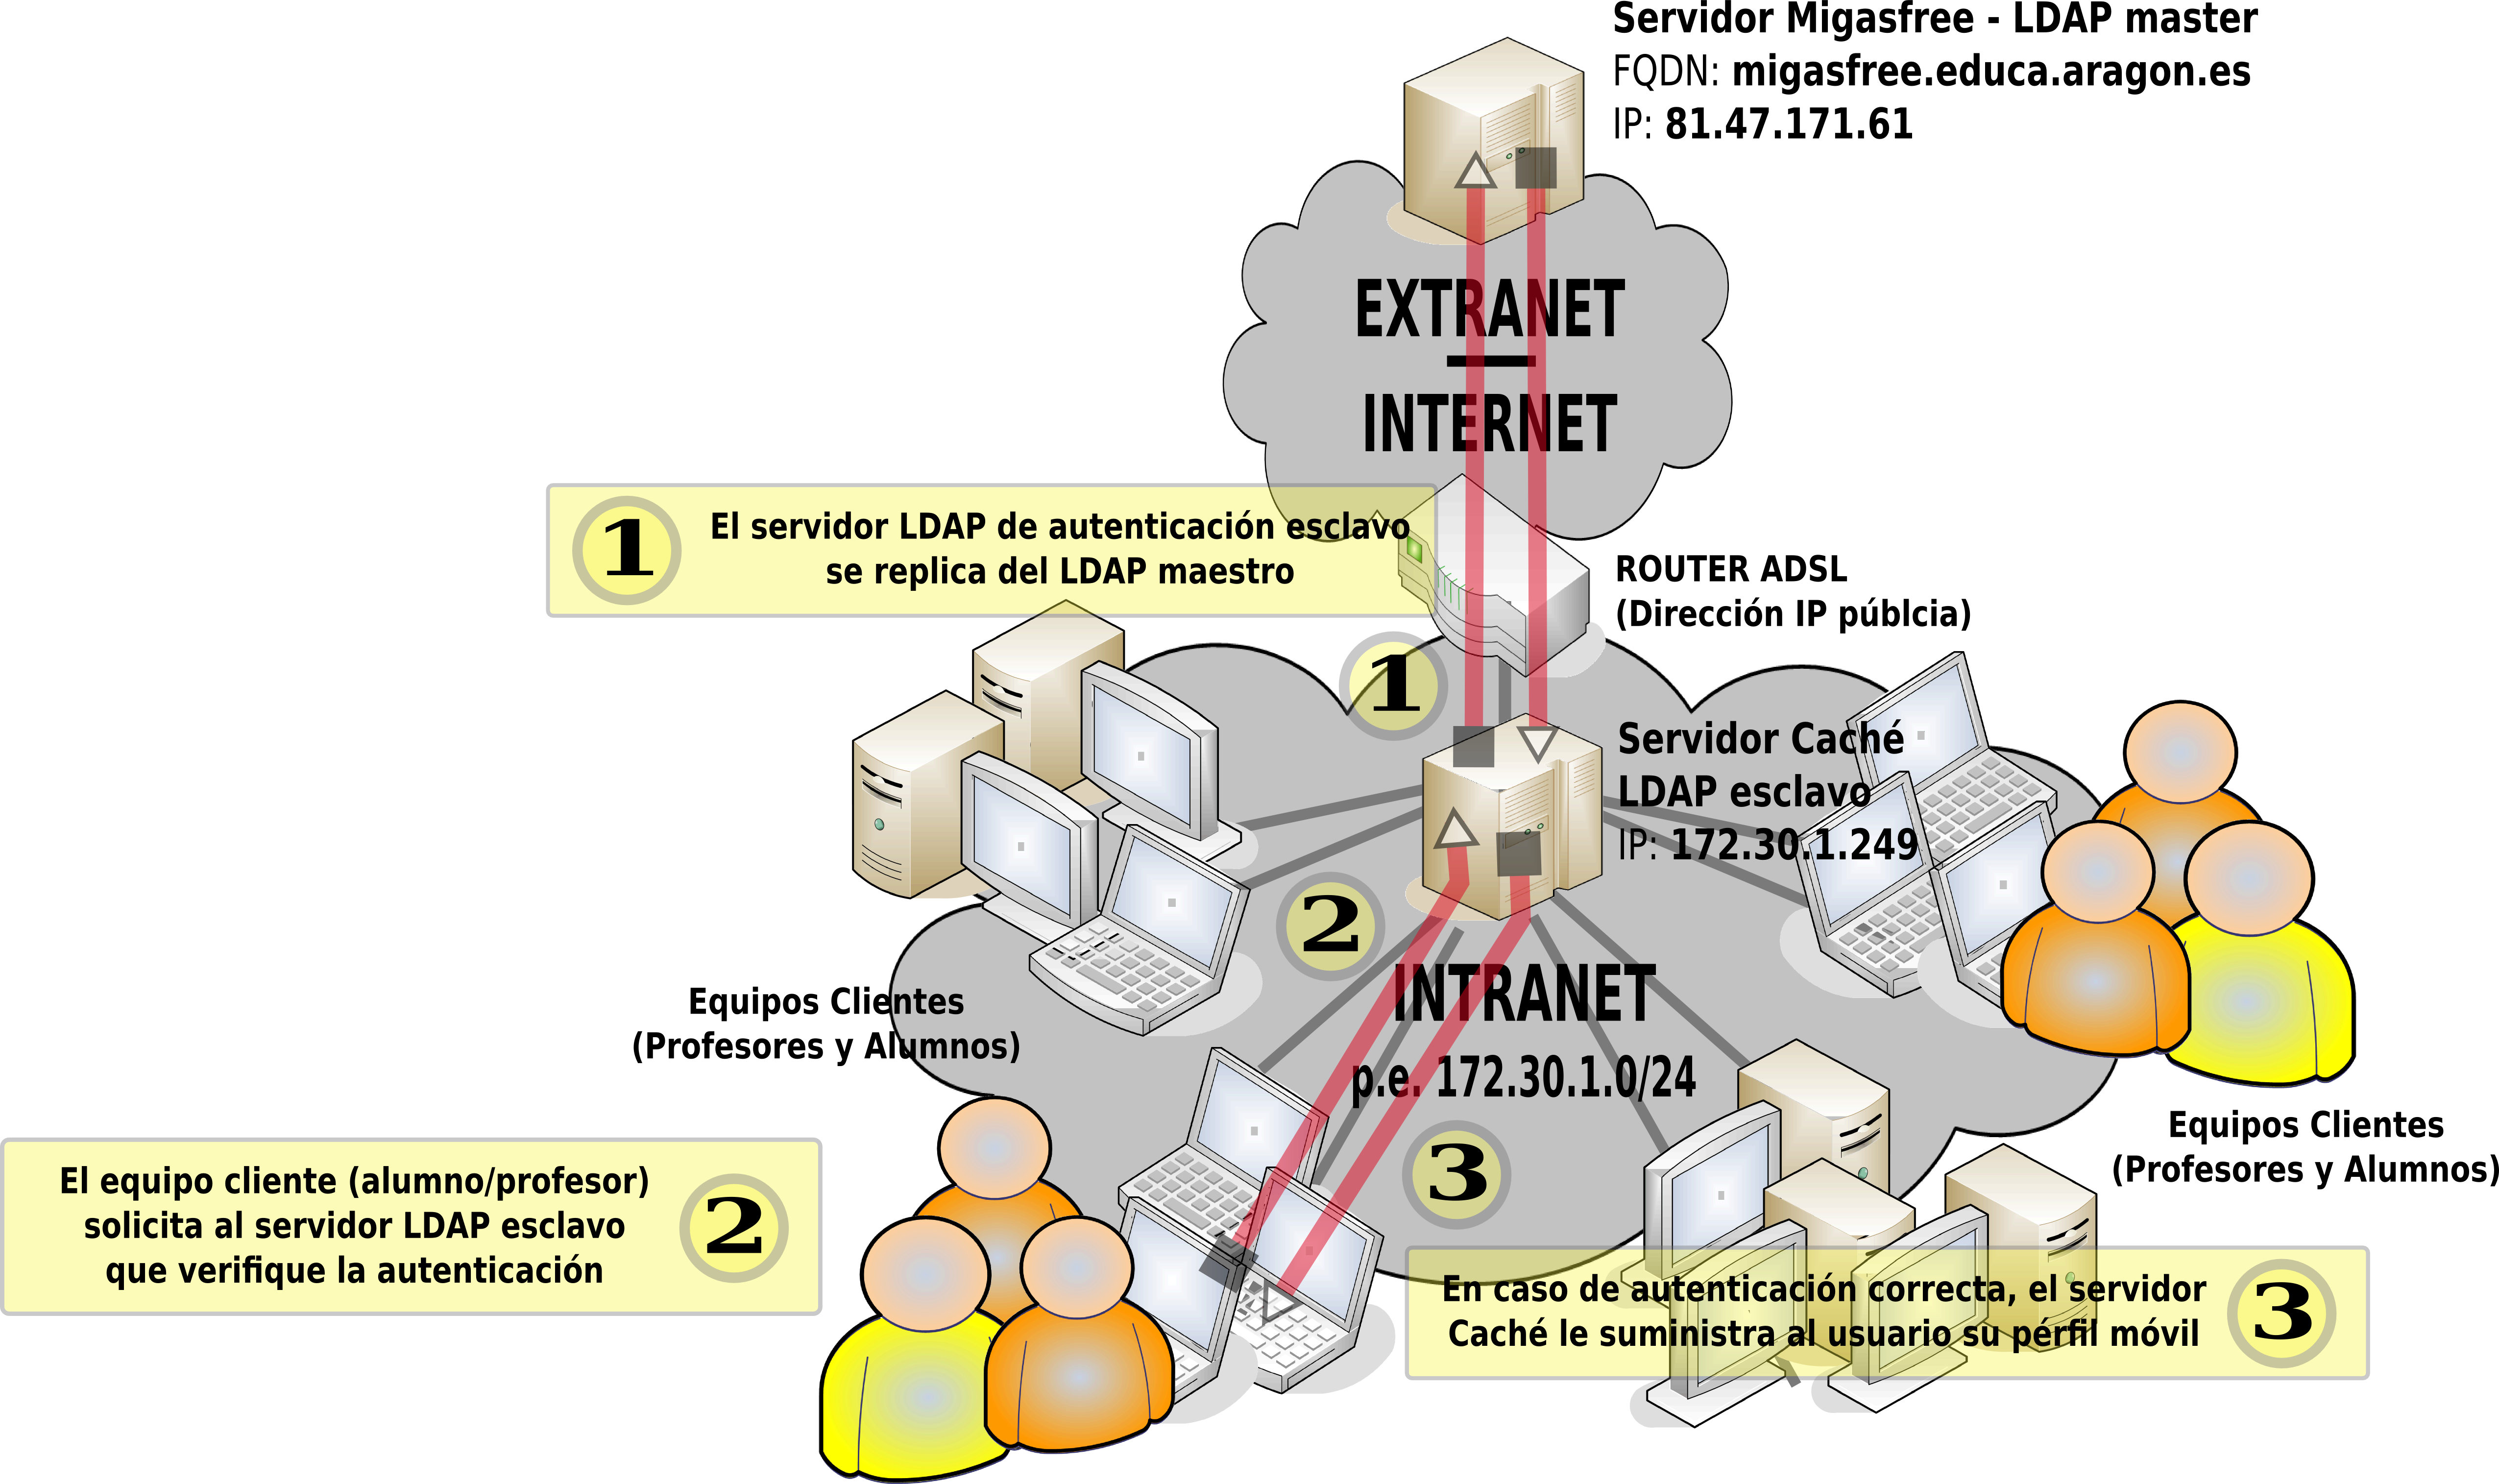 Servidor Migasfree - LDAP master
FQDN: migasfree.educa.aragon.es
IP: 81.47.171.61
EXTRANET
INTERNET
1
El servidor LDAP de autenticación esclavo
se replica del LDAP maestro
ROUTER ADSL
(Dirección IP públcia)
1
Servidor Caché
LDAP esclavo
IP: 172.30.1.249
2
INTRANET
p.e. 172.30.1.0/24
Equipos Clientes
(Profesores y Alumnos)
3
Equipos Clientes
(Profesores y Alumnos)
El equipo cliente (alumno/profesor)
solicita al servidor LDAP esclavo
que verifique la autenticación
2
En caso de autenticación correcta, el servidor
Caché le suministra al usuario su pérfil móvil
3